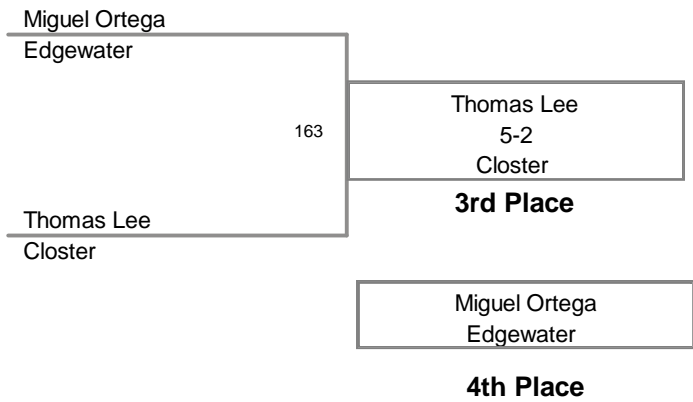 Miguel Ortega
Edgewater
Thomas Lee
163
5-2
Closter
3rd Place
Thomas Lee
Closter
Miguel Ortega
Edgewater
4th Place